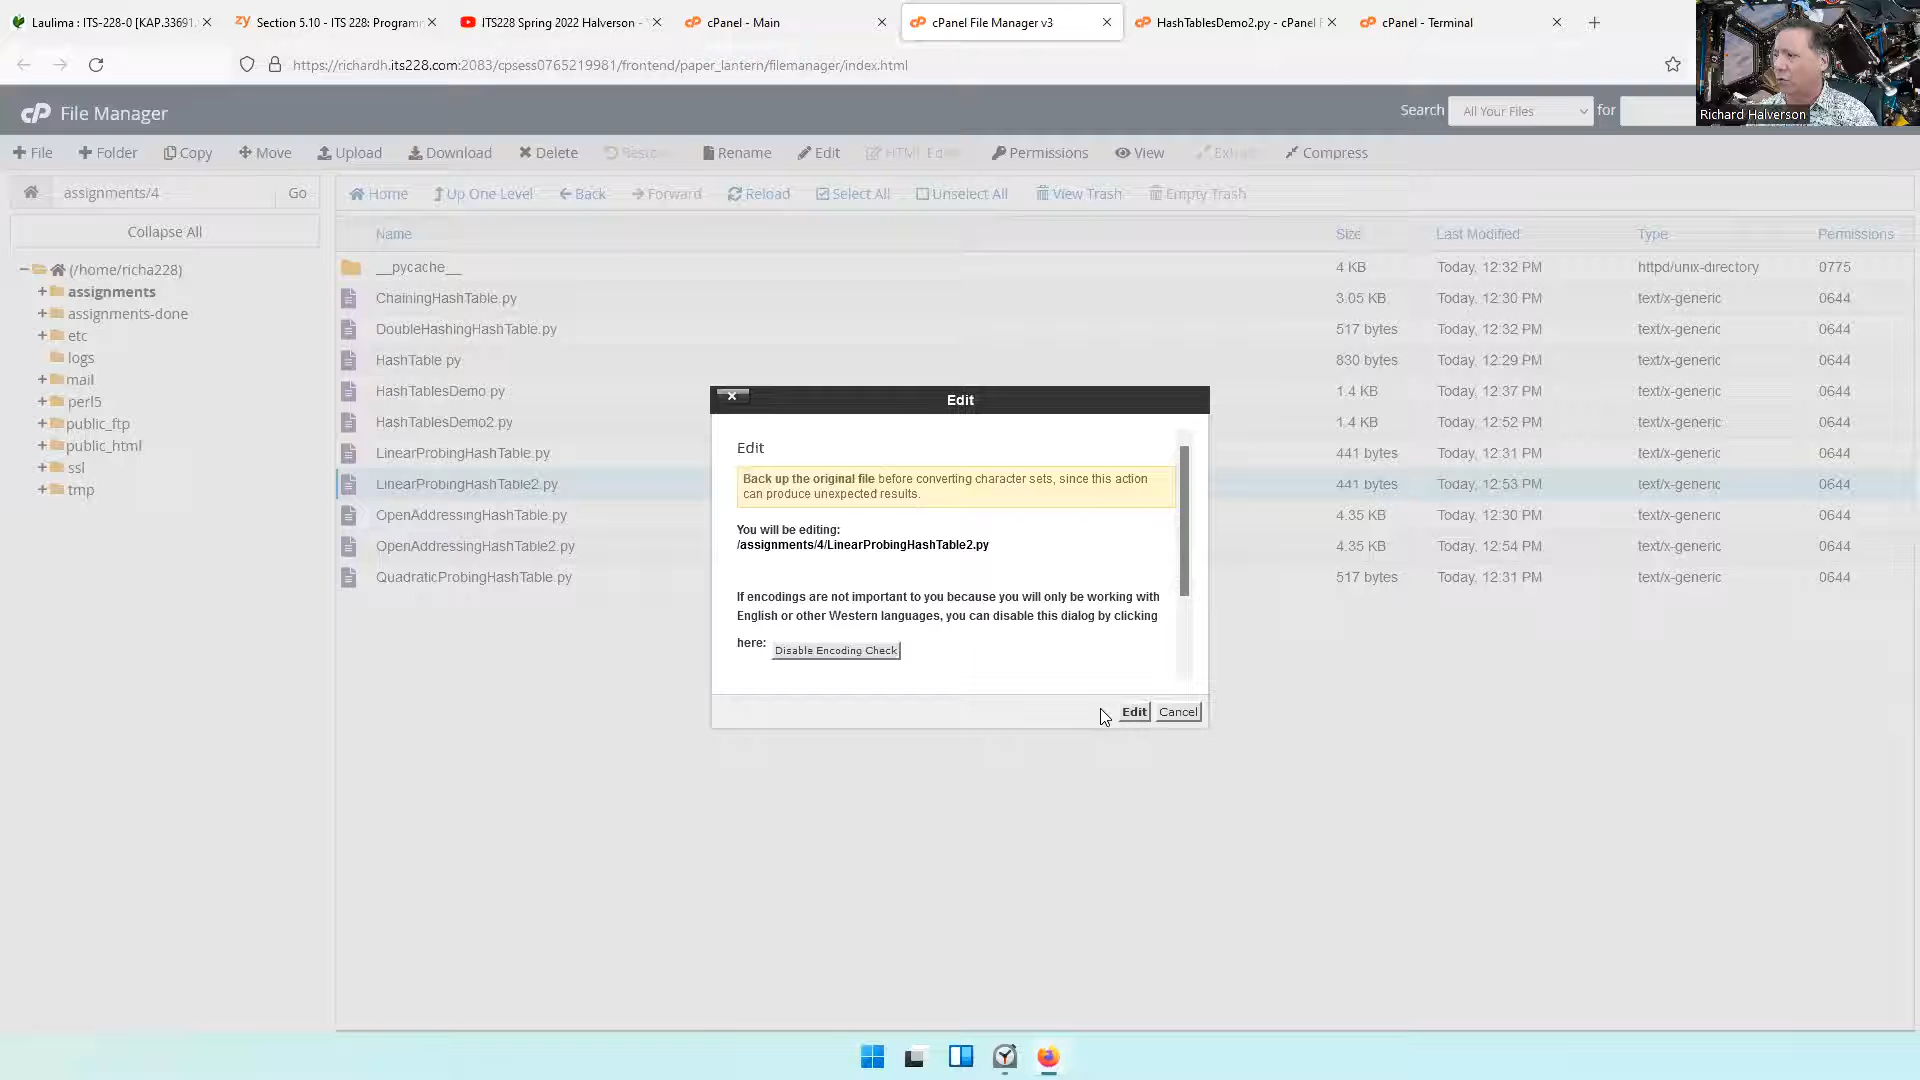 Laulima : ITS-228-0 [KAP.33691.
Section 5.10 - ITS 228: Program
ITS228 Spring 2022 Halverson -
cPanel - Main
cPanel File Manager v3
HashTablesDemo2.py - cPanel F
cPanel - Terminal
https://richardh.its228.com:2083/cpsess0765219981/frontend/paper_lantern/filemanager/index.html
Richard Halverson
cP File Manager
Search All Your Files for
File Folder Copy Move Upload Download Delete Restore Rename Edit HTML Editor Permissions View Extract Compress
assignments/4 Go
Home Up One Level Back Forward Reload Select All Unselect All View Trash Empty Trash
Collapse All
(/home/richa228)
assignments
assignments-done
etc
logs
mail
perl5
public_ftp
public_html
ssl
tmp
Name Size Last Modified Type Permissions
__pycache__ 4 KB Today, 12:32 PM httpd/unix-directory 0775
ChainingHashTable.py 3.05 KB Today, 12:30 PM text/x-generic 0644
DoubleHashingHashTable.py 517 bytes Today, 12:32 PM text/x-generic 0644
HashTable.py 830 bytes Today, 12:29 PM text/x-generic 0644
HashTablesDemo.py 1.4 KB Today, 12:37 PM text/x-generic 0644
HashTablesDemo2.py 1.4 KB Today, 12:52 PM text/x-generic 0644
LinearProbingHashTable.py 441 bytes Today, 12:31 PM text/x-generic 0644
LinearProbingHashTable2.py 441 bytes Today, 12:53 PM text/x-generic 0644
OpenAddressingHashTable.py 4.35 KB Today, 12:30 PM text/x-generic 0644
OpenAddressingHashTable2.py 4.35 KB Today, 12:54 PM text/x-generic 0644
QuadraticProbingHashTable.py 517 bytes Today, 12:31 PM text/x-generic 0644
Edit
Edit
Back up the original file before converting character sets, since this action
can produce unexpected results.
You will be editing:
/assignments/4/LinearProbingHashTable2.py
If encodings are not important to you because you will only be working with
English or other Western languages, you can disable this dialog by clicking
here: Disable Encoding Check
Edit Cancel